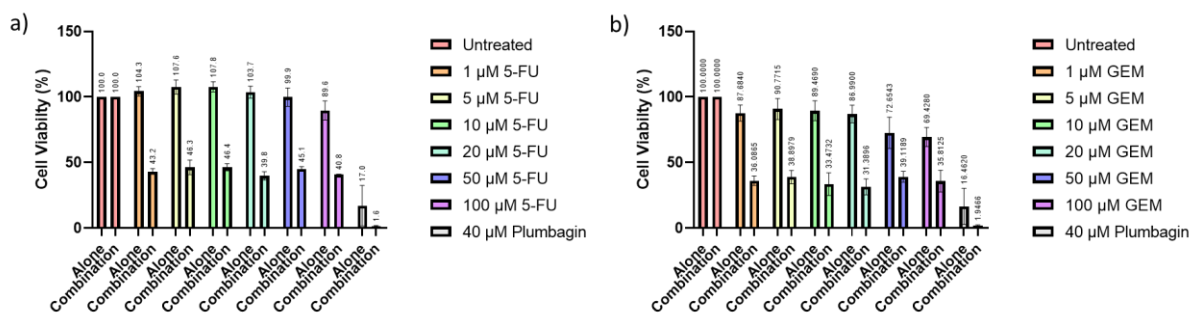 a)
Cell Viability (%)
150
100
50
0
100.0
100.0
104.3
43.2
107.6
46.3
107.8
46.4
103.7
39.8
99.9
45.1
89.6
40.8
17.0
1.6
Alone
Combination
Alone
Combination
Alone
Combination
Alone
Combination
Alone
Combination
Alone
Combination
Alone
Combination
Alone
Combination
Untreated
1 µM 5-FU
5 µM 5-FU
10 µM 5-FU
20 µM 5-FU
50 µM 5-FU
100 µM 5-FU
40 µM Plumbagin
b)
Cell Viability (%)
150
100
50
0
100.0000
100.0000
87.6840
36.0865
90.7715
38.8979
89.4690
33.4732
86.9900
31.3896
72.6543
39.1189
69.4280
35.8125
16.4620
1.9466
Alone
Combination
Alone
Combination
Alone
Combination
Alone
Combination
Alone
Combination
Alone
Combination
Alone
Combination
Alone
Combination
Untreated
1 µM GEM
5 µM GEM
10 µM GEM
20 µM GEM
50 µM GEM
100 µM GEM
40 µM Plumbagin